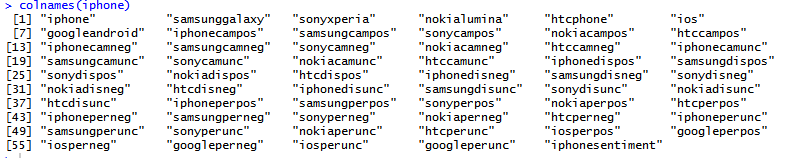 > colnames(iphone)
[1] "iphone" "samsunggalaxy" "sonyxperia" "nokialumina" "htcphone" "ios"
[7] "googleandroid" "iphonecampos" "samsungcampos" "sonycampos" "nokiacampos" "htccampos"
[13] "iphonecamneg" "samsungcamneg" "sonycamneg" "nokiacamneg" "htccamneg" "iphonecamunc"
[19] "samsungcamunc" "sonycamunc" "nokiacamunc" "htccamunc" "iphonedispos" "samsungdispos"
[25] "sonydispos" "nokiadispos" "htcdispos" "iphonedisneg" "samsungdisneg" "sonydisneg"
[31] "nokiadisneg" "htcdisneg" "iphonedisunc" "samsungdisunc" "sonydisunc" "nokiadisunc"
[37] "htcdisunc" "iphoneperpos" "samsungperpos" "sonyperpos" "nokiaperpos" "htcperpos"
[43] "iphoneperneg" "samsungperneg" "sonyperneg" "nokiaperneg" "htcperneg" "iphoneperunc"
[49] "samsungperunc" "sonyperunc" "nokiaperunc" "htcperunc" "iosperpos" "googleperpos"
[55] "iosperneg" "googleperneg" "iosperunc" "googleperunc" "iphonesentiment"